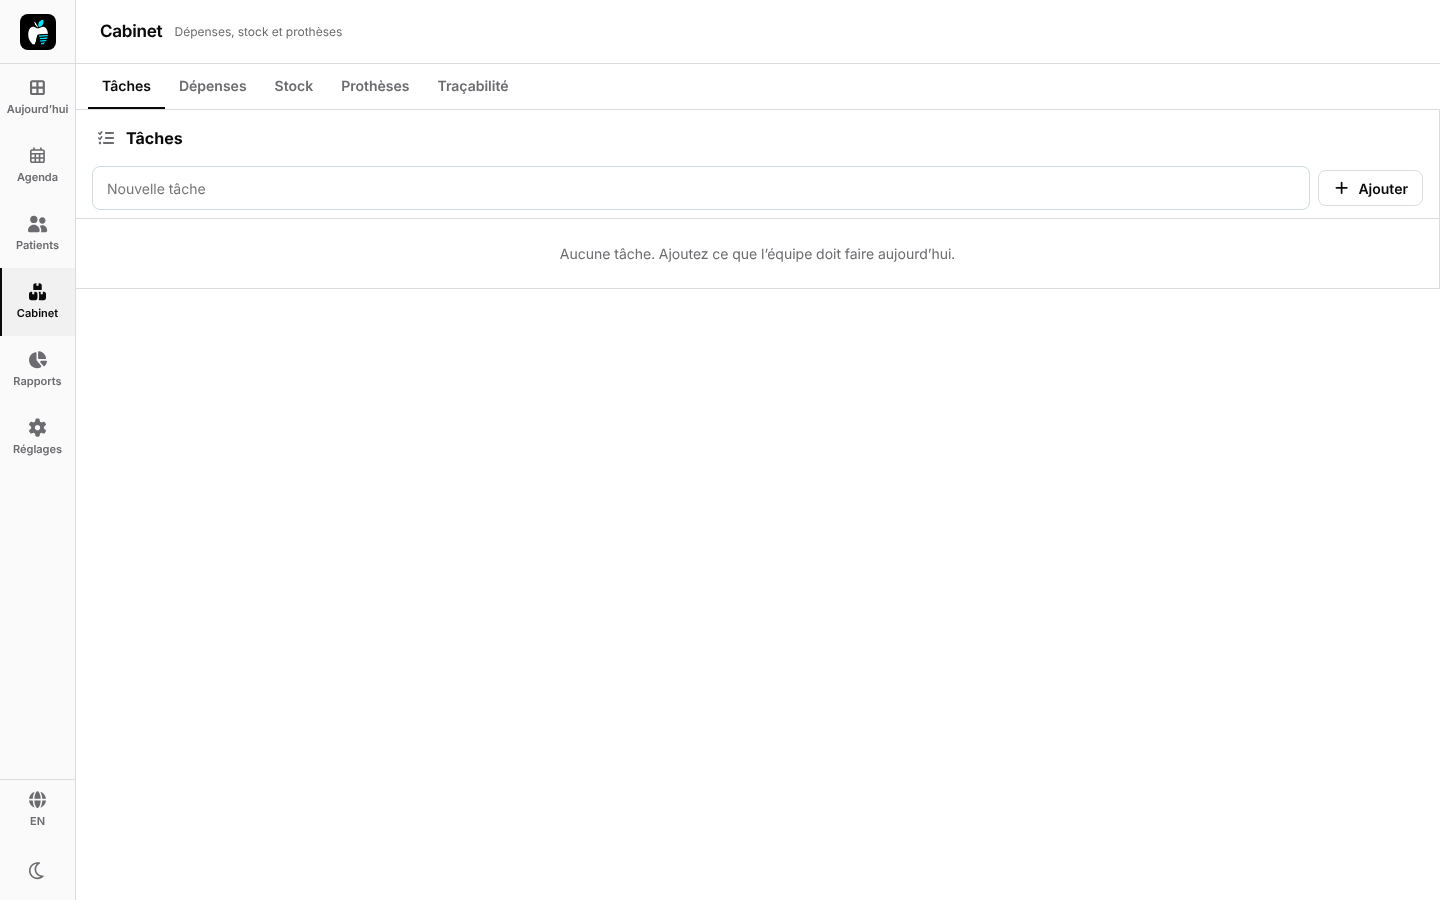 Cabinet
Dépenses, stock et prothèses
Aujourd’hui
Agenda
Patients
Cabinet
Rapports
Réglages
EN
Tâches
Dépenses
Stock
Prothèses
Traçabilité
Tâches
Nouvelle tâche
Ajouter
Aucune tâche. Ajoutez ce que l’équipe doit faire aujourd’hui.